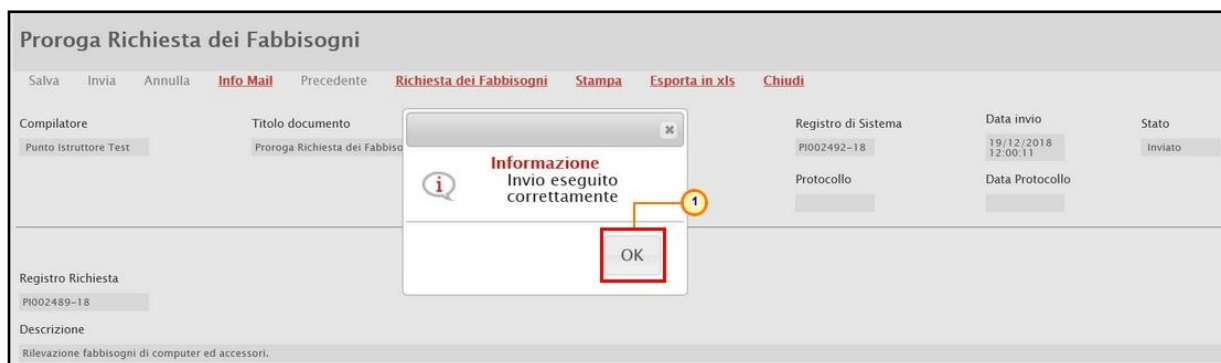 Proroga Richiesta dei Fabbisogni
Salva Invia Annulla Info Mail Precedente Richiesta dei Fabbisogni Stampa Esporta in xls Chiudi
Compilatore Titolo documento Registro di Sistema Data invio Stato
Punto Istruttore Test Proroga Richiesta dei Fabbiso PI002492-18 19/12/2018 Inviato
12:00:11
Informazione
Invio eseguito
correttamente
Protocollo Data Protocollo
1
OK
Registro Richiesta
PI002489-18
Descrizione
Rilevazione fabbisogni di computer ed accessori.